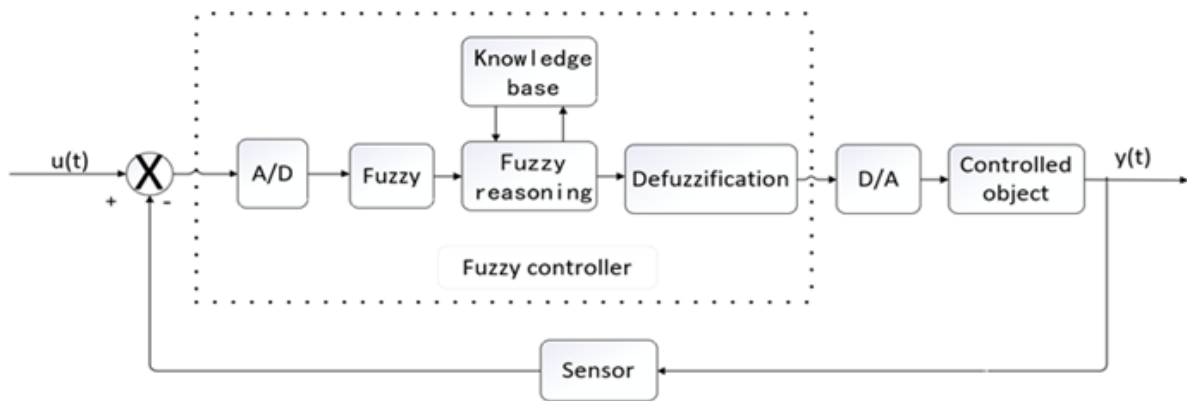 Knowledge
base
u(t)
X
+
-
A/D
Fuzzy
Fuzzy
reasoning
Defuzzification
D/A
Controlled
object
y(t)
Fuzzy controller
Sensor